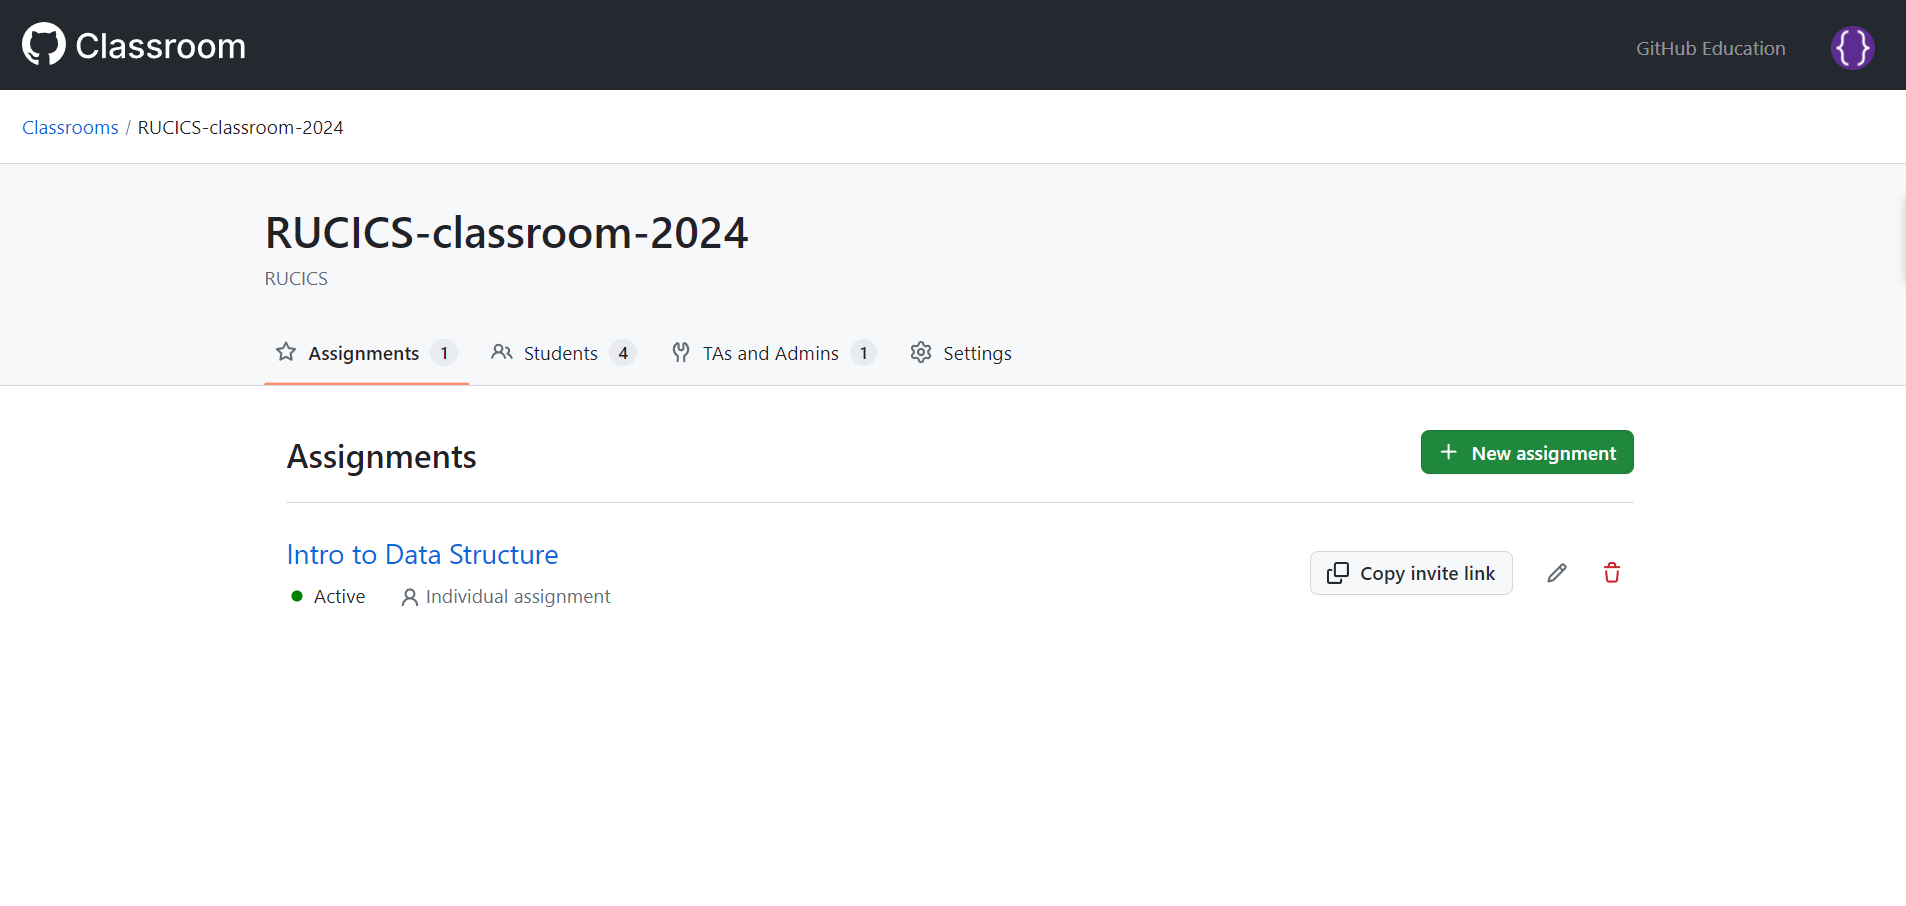 Classroom
GitHub Education
{}
Classrooms / RUCICS-classroom-2024
RUCICS-classroom-2024
RUCICS
Assignments 1 Students 4 TAs and Admins 1 Settings
Assignments
+ New assignment
Intro to Data Structure
Copy invite link
Active Individual assignment